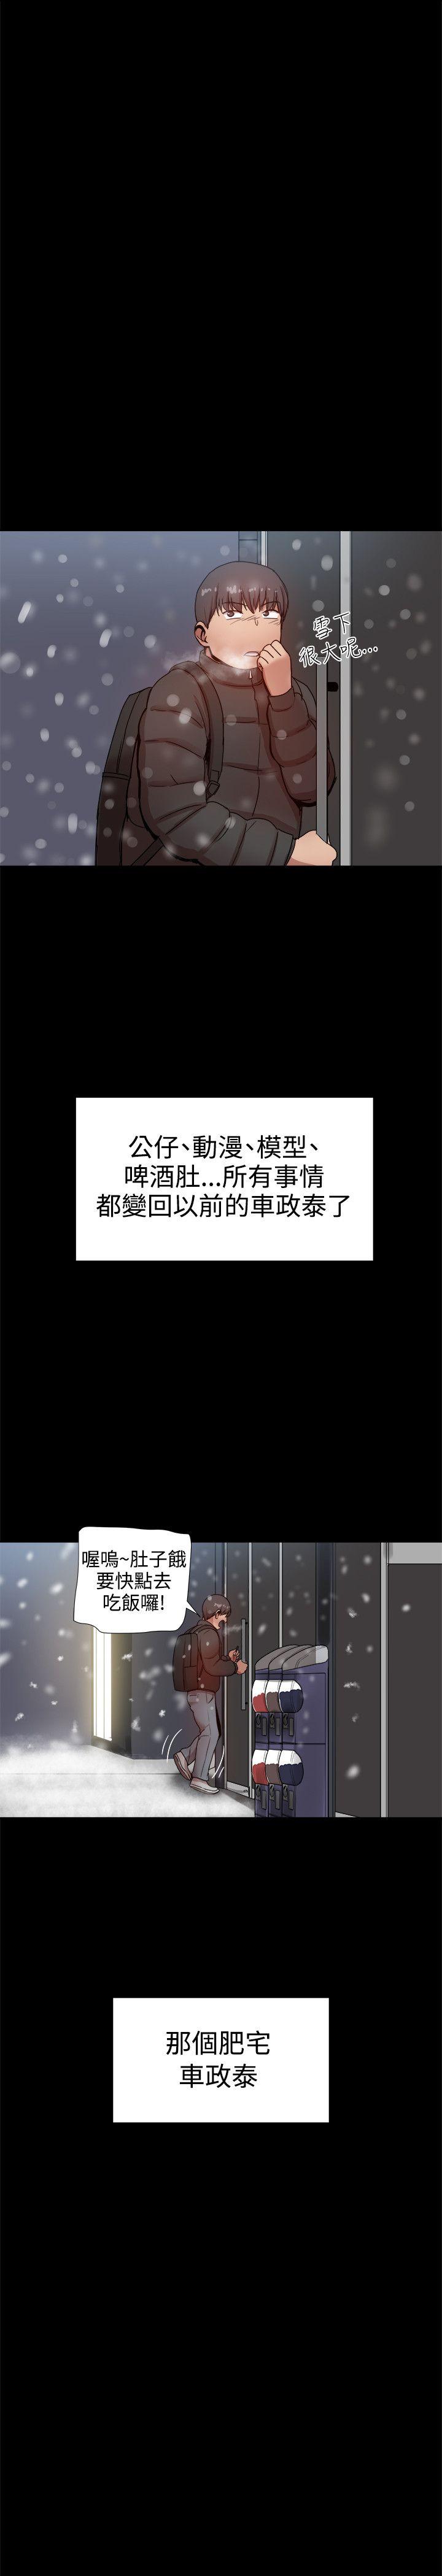 雪下
很大呢...
公仔、動漫、模型、
啤酒肚...所有事情
都變回以前的車政泰了
喔嗚~肚子餓
要快點去
吃飯囉!
那個肥宅
車政泰